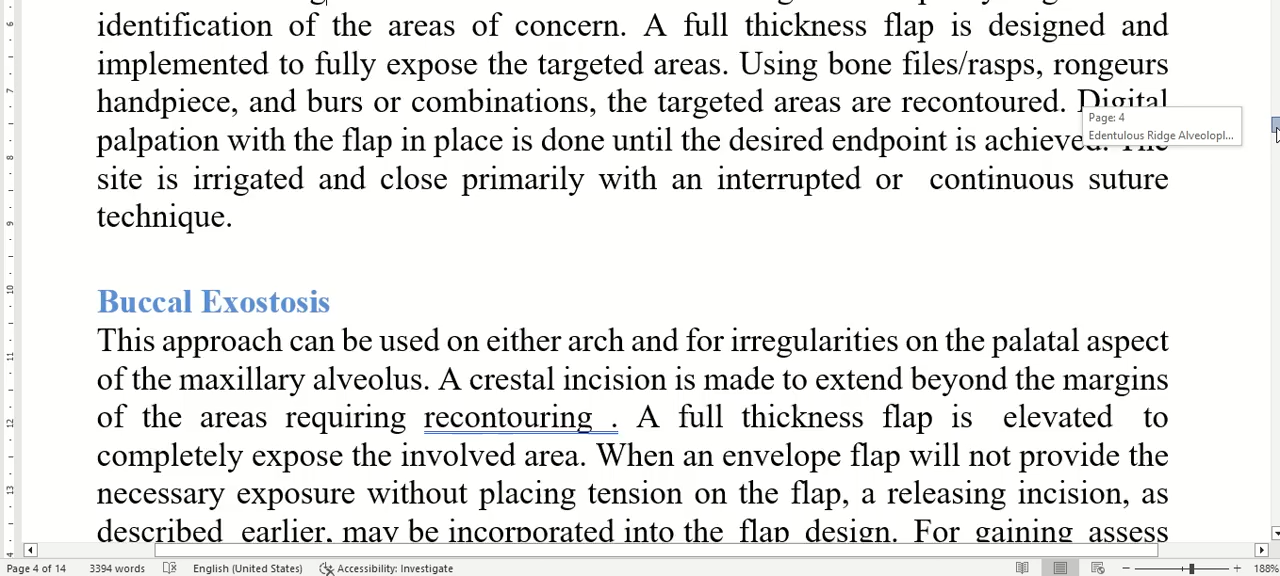 identification of the areas of concern. A full thickness flap is designed and
implemented to fully expose the targeted areas. Using bone files/rasps, rongeurs
handpiece, and burs or combinations, the targeted areas are recontoured. Digital
Page: 4
Edentulous Ridge Alveolopl...
palpation with the flap in place is done until the desired endpoint is achieved. The
site is irrigated and close primarily with an interrupted or continuous suture
technique.
Buccal Exostosis
This approach can be used on either arch and for irregularities on the palatal aspect
of the maxillary alveolus. A crestal incision is made to extend beyond the margins
of the areas requiring recontouring . A full thickness flap is elevated to
completely expose the involved area. When an envelope flap will not provide the
necessary exposure without placing tension on the flap, a releasing incision, as
described earlier, may be incorporated into the flap design. For gaining assess
Page 4 of 14 3394 words English (United States) Accessibility: Investigate 188%